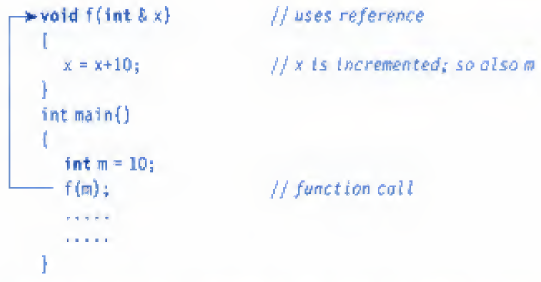 void f(int & x) // uses reference
{
x = x+10; // x is incremented; so also m
}
int main()
{
int m = 10;
f(m); // function call
.....
.....
}